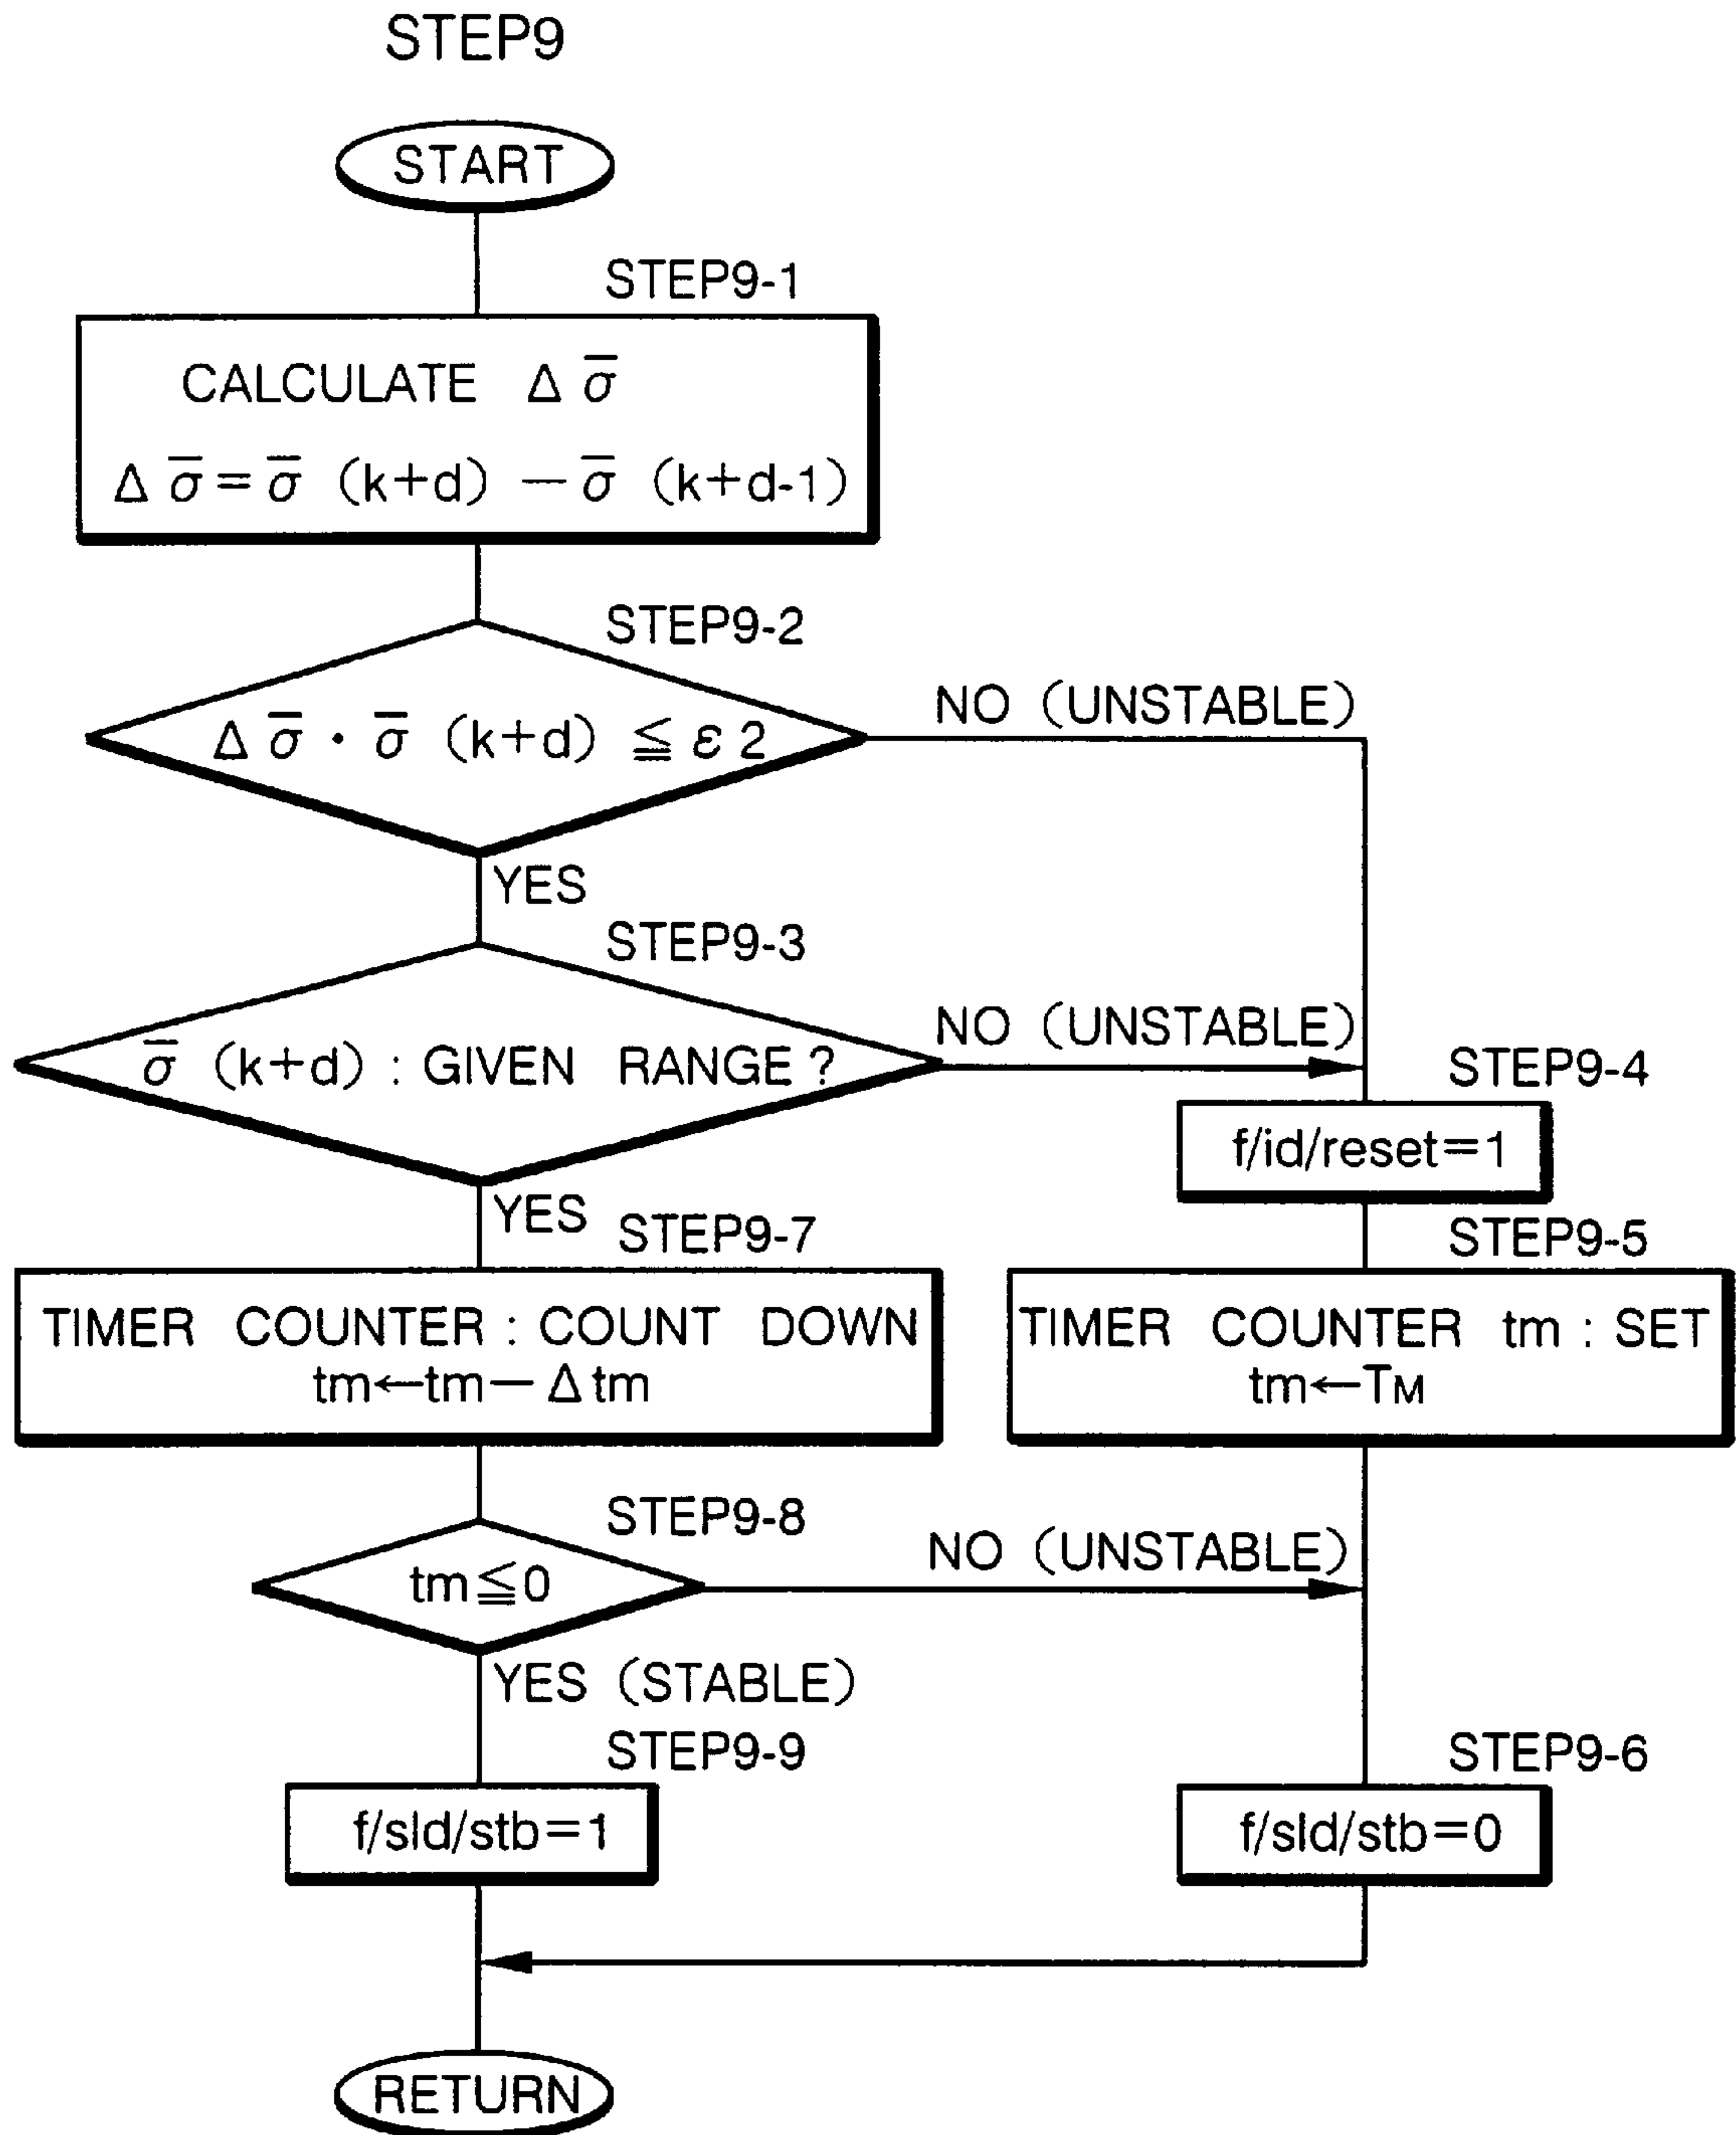 STEP9
START
STEP9-1
CALCULATE Δ σ̅
Δ σ̅ = σ̅ (k+d) − σ̅ (k+d-1)
STEP9-2
Δ σ̅ · σ̅ (k+d) ≦ ε 2
NO (UNSTABLE)
YES
STEP9-3
σ̅ (k+d) : GIVEN RANGE ?
NO (UNSTABLE)
STEP9-4
f/id/reset=1
YES
STEP9-7
STEP9-5
TIMER COUNTER : COUNT DOWN
tm←tm− Δ tm
TIMER COUNTER tm : SET
tm←TM
STEP9-8
tm≦0
NO (UNSTABLE)
YES (STABLE)
STEP9-9
STEP9-6
f/sld/stb=1
f/sld/stb=0
RETURN